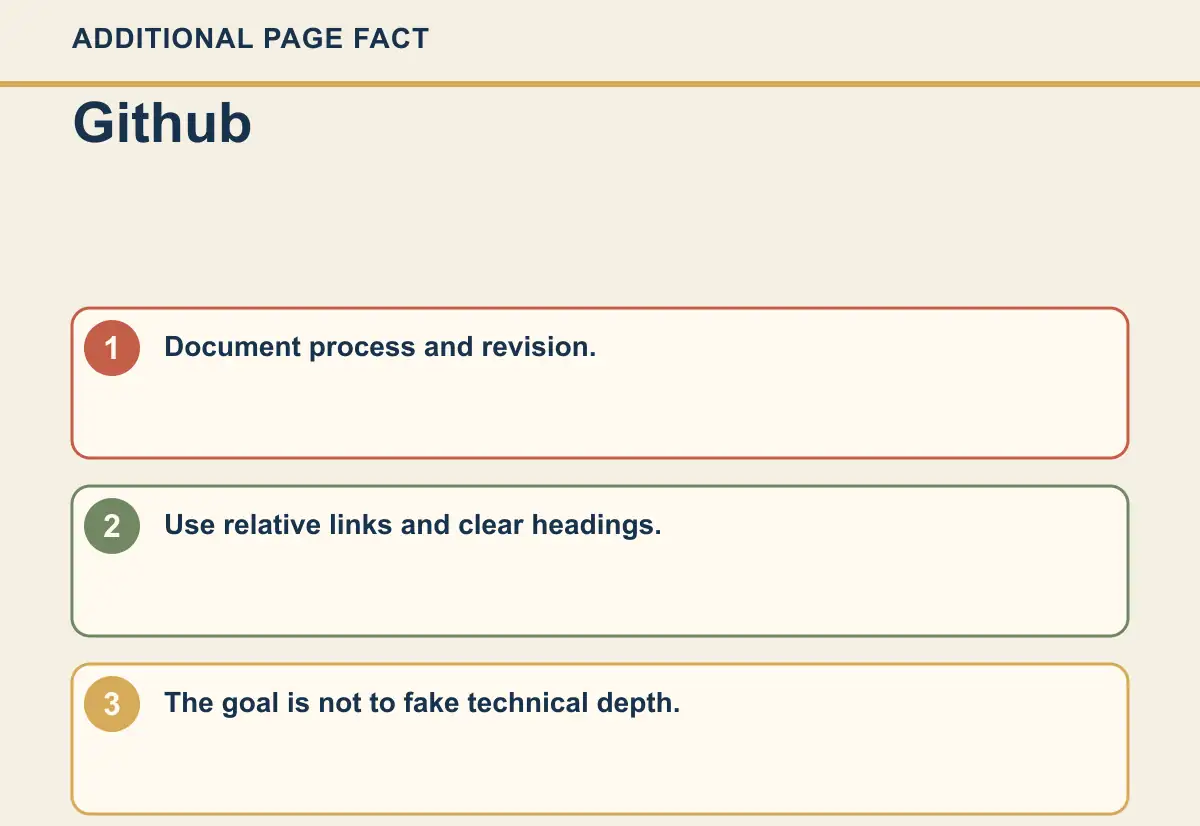 ADDITIONAL PAGE FACT
Github
1 Document process and revision.
2 Use relative links and clear headings.
3 The goal is not to fake technical depth.